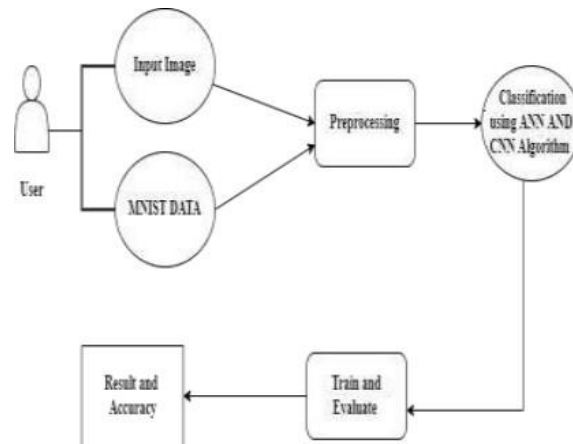 Input Image
User
MNIST DATA
Preprocessing
Classification
using ANN AND
CNN Algorithm
Train and
Evaluate
Result and
Accuracy